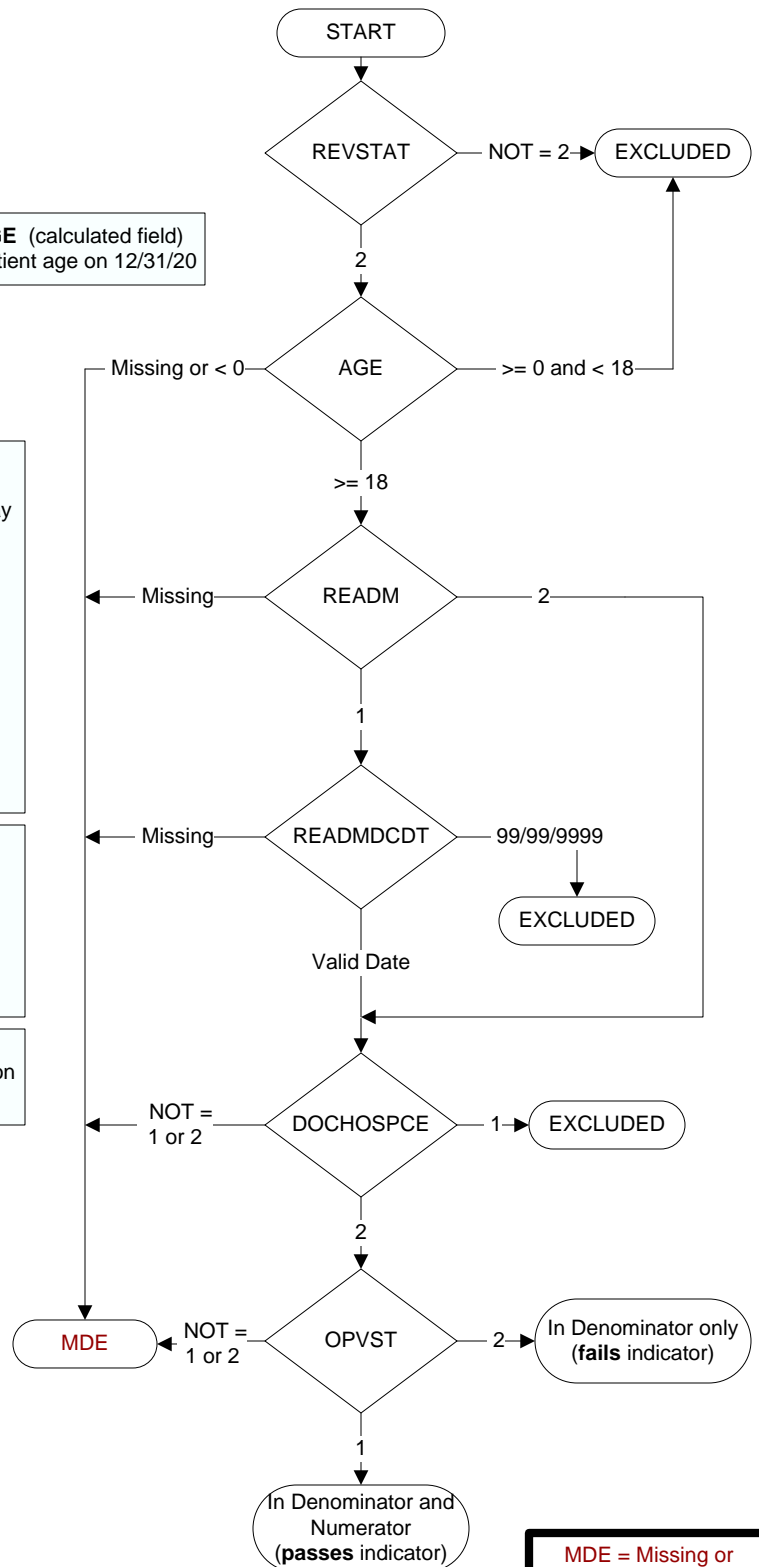 START
REVSTAT
NOT = 2
EXCLUDED
(calculated field)
age on 12/31/20
2
Missing or < 0
AGE
>= 0 and < 18
>= 18
Missing
READM
2
1
Missing
READMDCDT
99/99/9999
EXCLUDED
Valid Date
NOT =
1 or 2
DOCHOSPCE
1
EXCLUDED
2
MDE
NOT =
1 or 2
OPVST
2
In Denominator only
(fails indicator)
1
In Denominator and
Numerator
(passes indicator)
MDE = Missing or